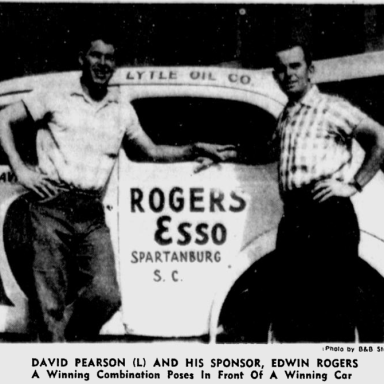 LYTLE OIL CO.
ROGERS
Esso
SPARTANBURG
S. C.
Photo by B&B
DAVID PEARSON (L) AND HIS SPONSOR, EDWIN ROGERS
A Winning Combination Poses In Front Of A Winning Car